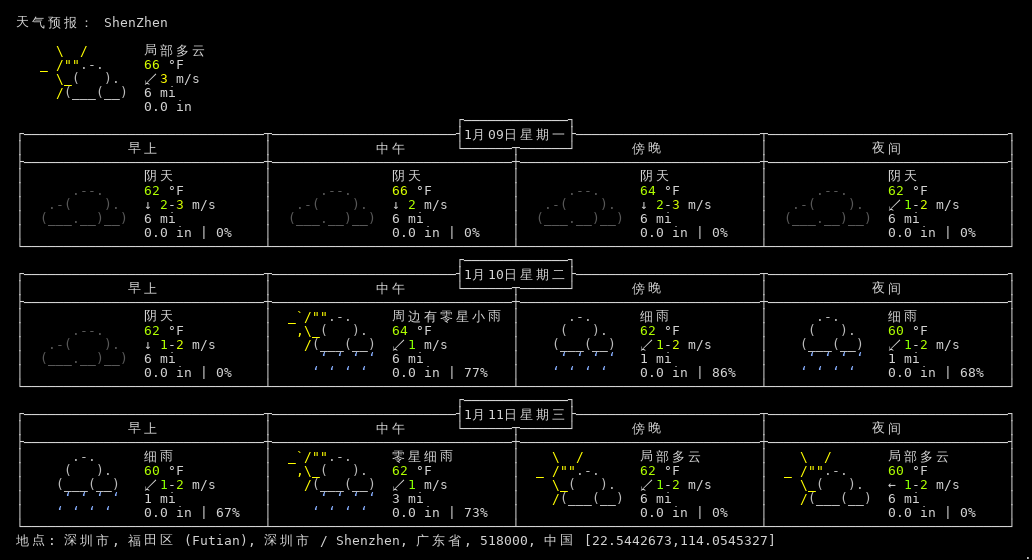 天气预报： ShenZhen
局部多云
66 °F
↙3 m/s
6 mi
0.0 in
1月09日星期一
早上 中午 傍晚 夜间
阴天 阴天 阴天 阴天
62 °F 66 °F 64 °F 62 °F
↓ 2-3 m/s ↓ 2 m/s ↓ 2-3 m/s ↙1-2 m/s
6 mi 6 mi 6 mi 6 mi
0.0 in | 0% 0.0 in | 0% 0.0 in | 0% 0.0 in | 0%
1月10日星期二
早上 中午 傍晚 夜间
阴天 周边有零星小雨 细雨 细雨
62 °F 64 °F 62 °F 60 °F
↓ 1-2 m/s ↙1 m/s ↙1-2 m/s ↙1-2 m/s
6 mi 6 mi 1 mi 1 mi
0.0 in | 0% 0.0 in | 77% 0.0 in | 86% 0.0 in | 68%
1月11日星期三
早上 中午 傍晚 夜间
细雨 零星细雨 局部多云 局部多云
60 °F 62 °F 62 °F 60 °F
↙1-2 m/s ↙1 m/s ↙1-2 m/s ← 1-2 m/s
1 mi 3 mi 6 mi 6 mi
0.0 in | 67% 0.0 in | 73% 0.0 in | 0% 0.0 in | 0%
地点: 深圳市, 福田区 (Futian), 深圳市 / Shenzhen, 广东省, 518000, 中国 [22.5442673,114.0545327]